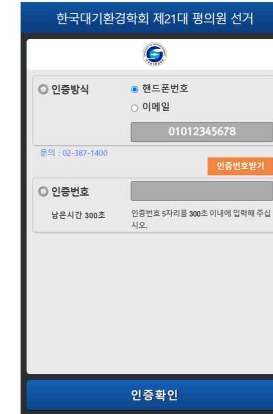 한국대기환경학회 제21대 평의원 선거
인증방식
핸드폰번호
이메일
01012345678
문의 : 02-387-1400
인증번호받기
인증번호
남은시간 300초
인증번호 5자리를 300초 이내에 입력해 주십
시오.
인증확인